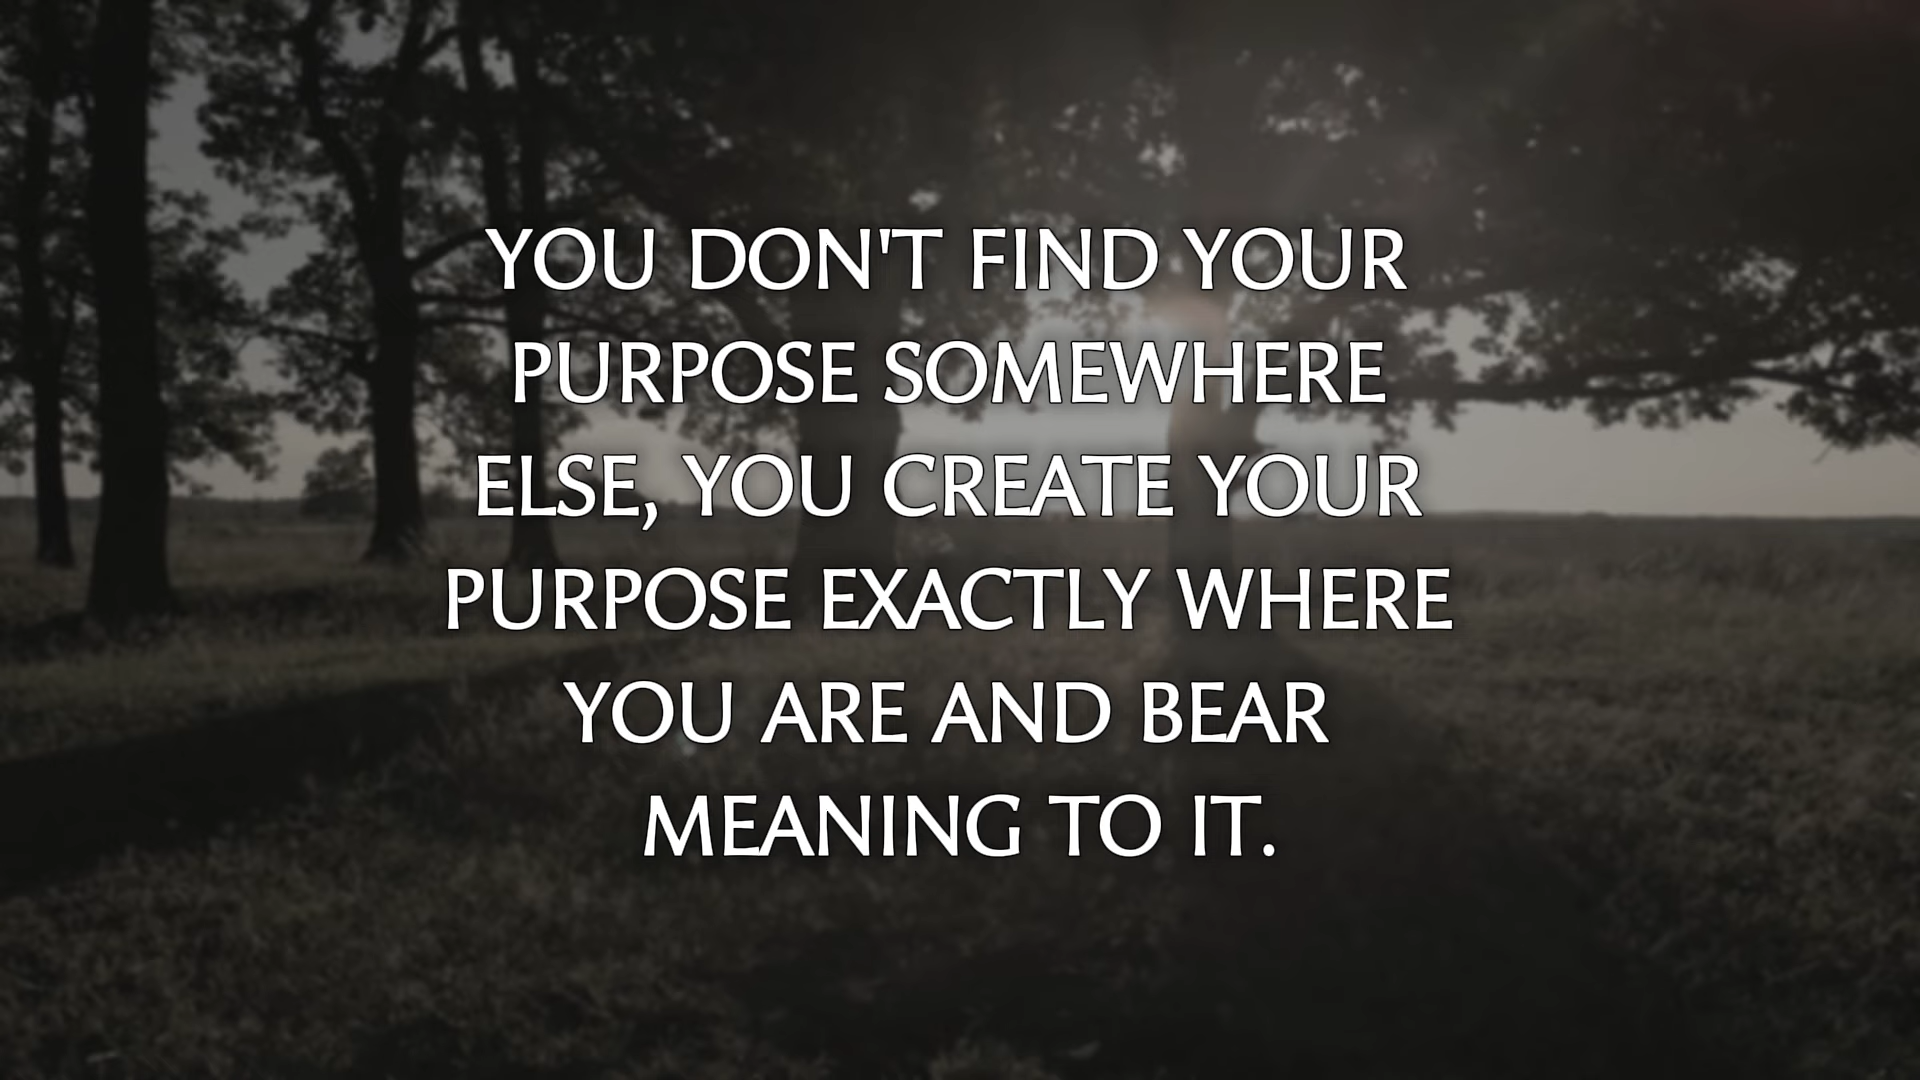 YOU DON'T FIND YOUR
PURPOSE SOMEWHERE
ELSE, YOU CREATE YOUR
PURPOSE EXACTLY WHERE
YOU ARE AND BEAR
MEANING TO IT.